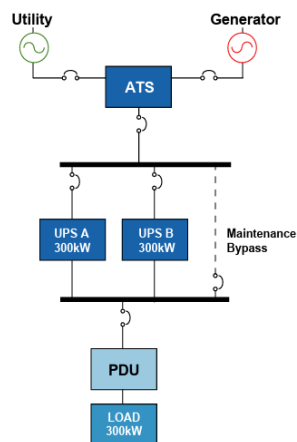 Utility
Generator
ATS
UPS A
300kW
UPS B
300kW
Maintenance
Bypass
PDU
LOAD
300kW